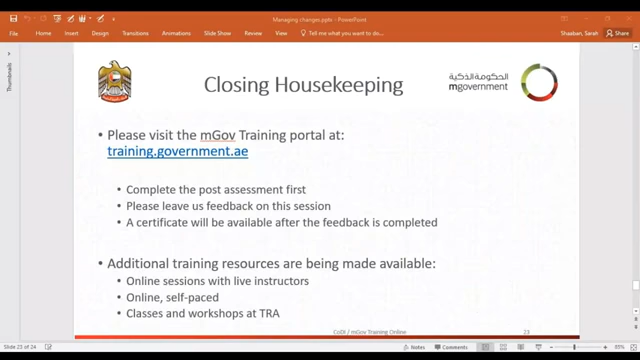 Managing changes.pptx - PowerPoint
Shaaban, Sarah
File
Home
Insert
Design
Transitions
Animations
Slide Show
Review
View
Tell me what you want to do...
Share
Thumbnails
Closing Housekeeping
الحكومة الذكية
mGovernment
• Please visit the mGov Training portal at:
training.government.ae
• Complete the post assessment first
• Please leave us feedback on this session
• A certificate will be available after the feedback is completed
• Additional training resources are being made available:
• Online sessions with live instructors
• Online, self-paced
• Classes and workshops at TRA
CoDI / mGov Training Online
23
Slide 23 of 24
Notes
Comments
85%